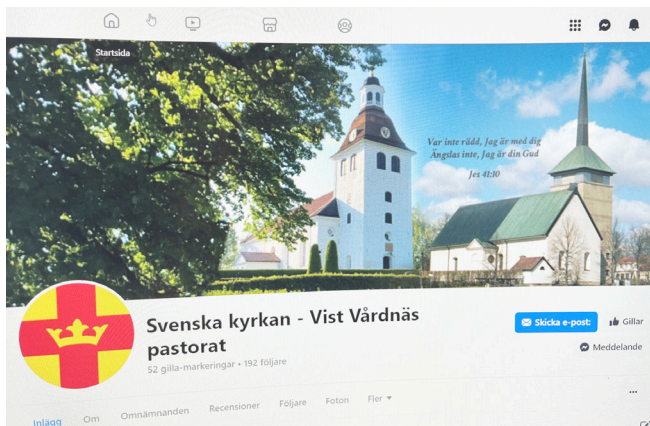 Startsida
Var inte rädd, Jag är med dig
Ängslas inte, Jag är din Gud
Jes 41:10
Svenska kyrkan - Vist Vårdnäs
pastorat
52 gilla-markeringar • 192 följare
Skicka e-post:
Gillar
Meddelande
Inlägg
Om
Omnämnanden
Recensioner
Följare
Foton
Fler